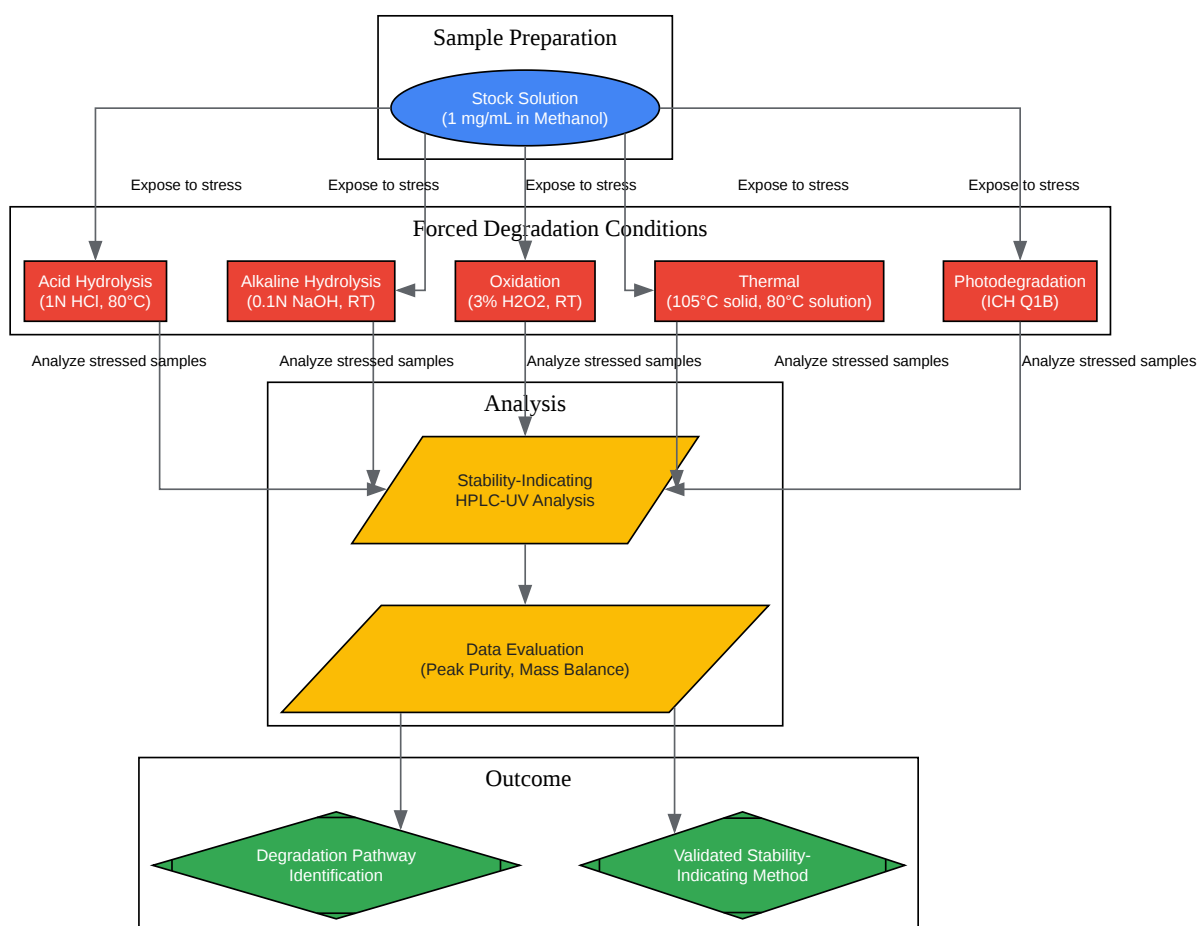 Sample Preparation
Stock Solution
(1 mg/mL in Methanol)
Expose to stress
Expose to stress
Expose to stress
Expose to stress
Expose to stress
Forced Degradation Conditions
Acid Hydrolysis
(1N HCl, 80°C)
Alkaline Hydrolysis
(0.1N NaOH, RT)
Oxidation
(3% H2O2, RT)
Thermal
(105°C solid, 80°C solution)
Photodegradation
(ICH Q1B)
Analyze stressed samples
Analyze stressed samples
Analyze stressed samples
Analyze stressed samples
Analyze stressed samples
Analysis
Stability-Indicating
HPLC-UV Analysis
Data Evaluation
(Peak Purity, Mass Balance)
Outcome
Degradation Pathway
Identification
Validated Stability-
Indicating Method